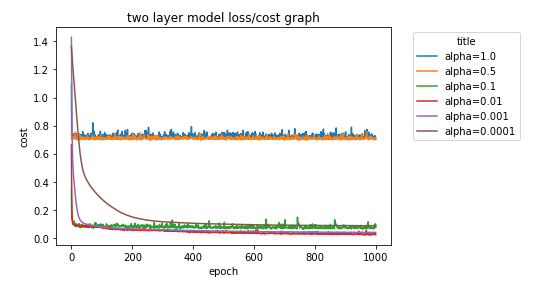 two layer model loss/cost graph
cost
1.4
1.2
1.0
0.8
0.6
0.4
0.2
0.0
0 200 400 600 800 1000
epoch
title
alpha=1.0
alpha=0.5
alpha=0.1
alpha=0.01
alpha=0.001
alpha=0.0001